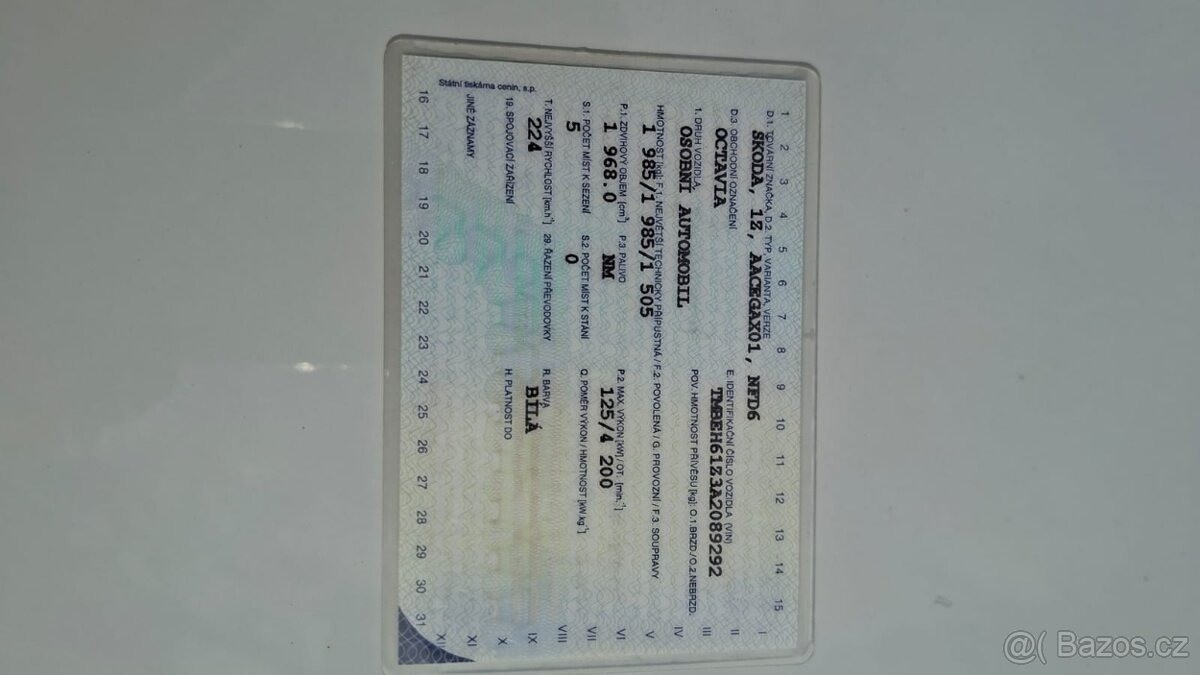 1 2 3 4 5 6 7 8 9 10 11 12 13 14 15 I
D.1. TOVÁRNÍ ZNAČKA, D.2. TYP, VARIANTA, VERZE
ŠKODA, 1Z, AACEGAX01, NFD6
D.3. OBCHODNÍ OZNAČENÍ E. IDENTIFIKAČNÍ ČÍSLO VOZIDLA (VIN) II
OCTAVIA TMBEH61Z3A2089292 III
1. DRUH VOZIDLA POV. HMOTNOST PŘÍVĚSU [kg]: O.1.BRZD./O.2.NEBRZD.
OSOBNÍ AUTOMOBIL IV
HMOTNOST [kg]: F.1. NEJVĚTŠÍ TECHNICKY PŘÍPUSTNÁ / F.2. POVOLENÁ / G. PROVOZNÍ / F.3. SOUPRAVY
1 985/1 985/1 505 V
P.1. ZDVIHOVÝ OBJEM [cm³] P.3. PALIVO P.2. MAX. VÝKON [kW] / OT. [min.-¹]
1 968.0 NM 125/4 200 VI
S.1. POČET MÍST K SEZENÍ S.2. POČET MÍST K STÁNÍ Q. POMĚR VÝKON / HMOTNOST [kW.kg-¹] VII
5 0 VIII
T. NEJVYŠŠÍ RYCHLOST [km.h-¹] 29. ŘAZENÍ PŘEVODOVKY R. BARVA
224 BÍLÁ IX
19. SPOJOVACÍ ZAŘÍZENÍ H. PLATNOST DO X
JINÉ ZÁZNAMY XI
Státní tiskárna cenin, s.p.
16 17 18 19 20 21 22 23 24 25 26 27 28 29 30 31
@( Bazos.cz